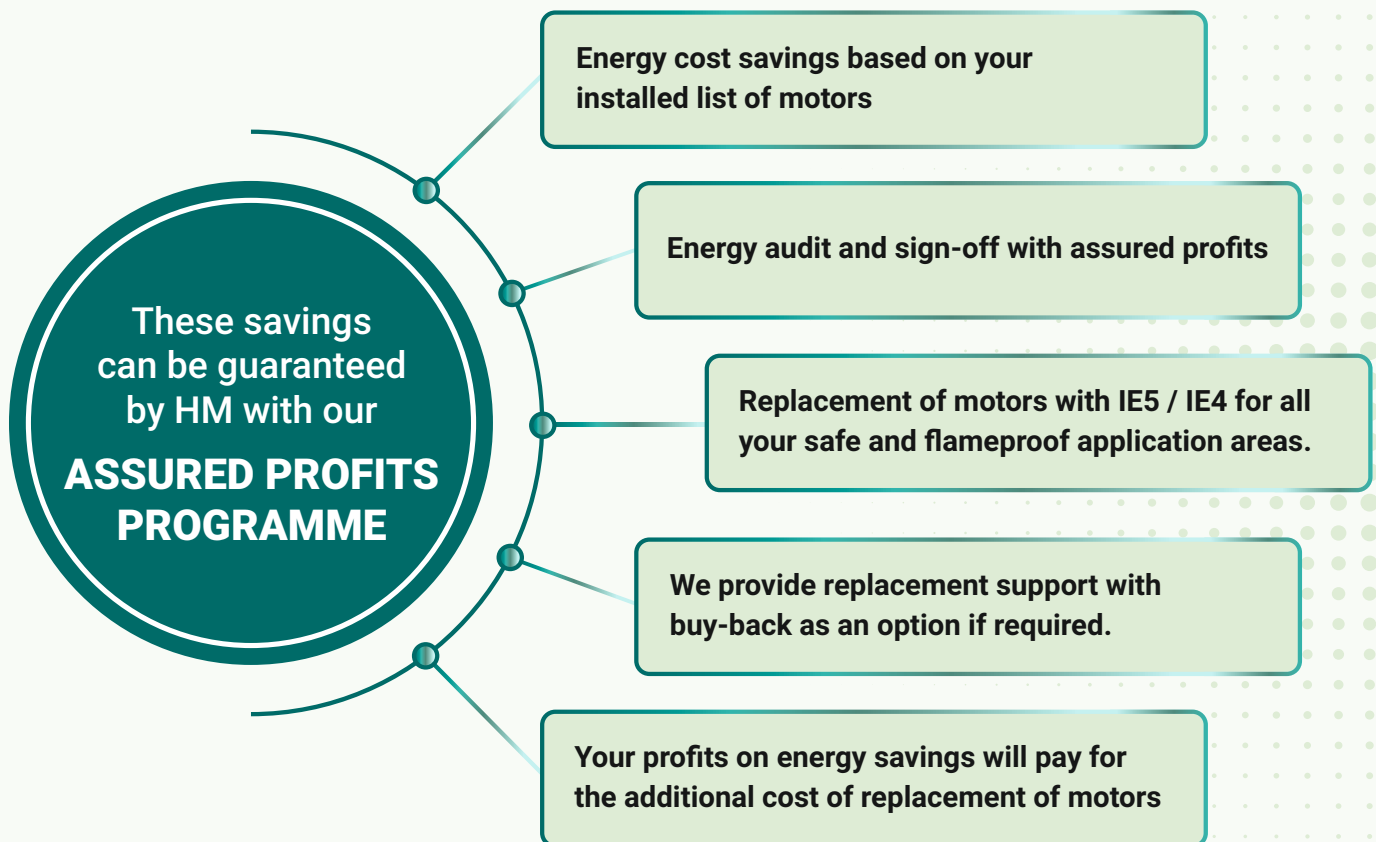 These savings
can be guaranteed
by HM with our
ASSURED PROFITS
PROGRAMME
Energy cost savings based on your
installed list of motors
Energy audit and sign-off with assured profits
Replacement of motors with IE5 / IE4 for all
your safe and flameproof application areas.
We provide replacement support with
buy-back as an option if required.
Your profits on energy savings will pay for
the additional cost of replacement of motors